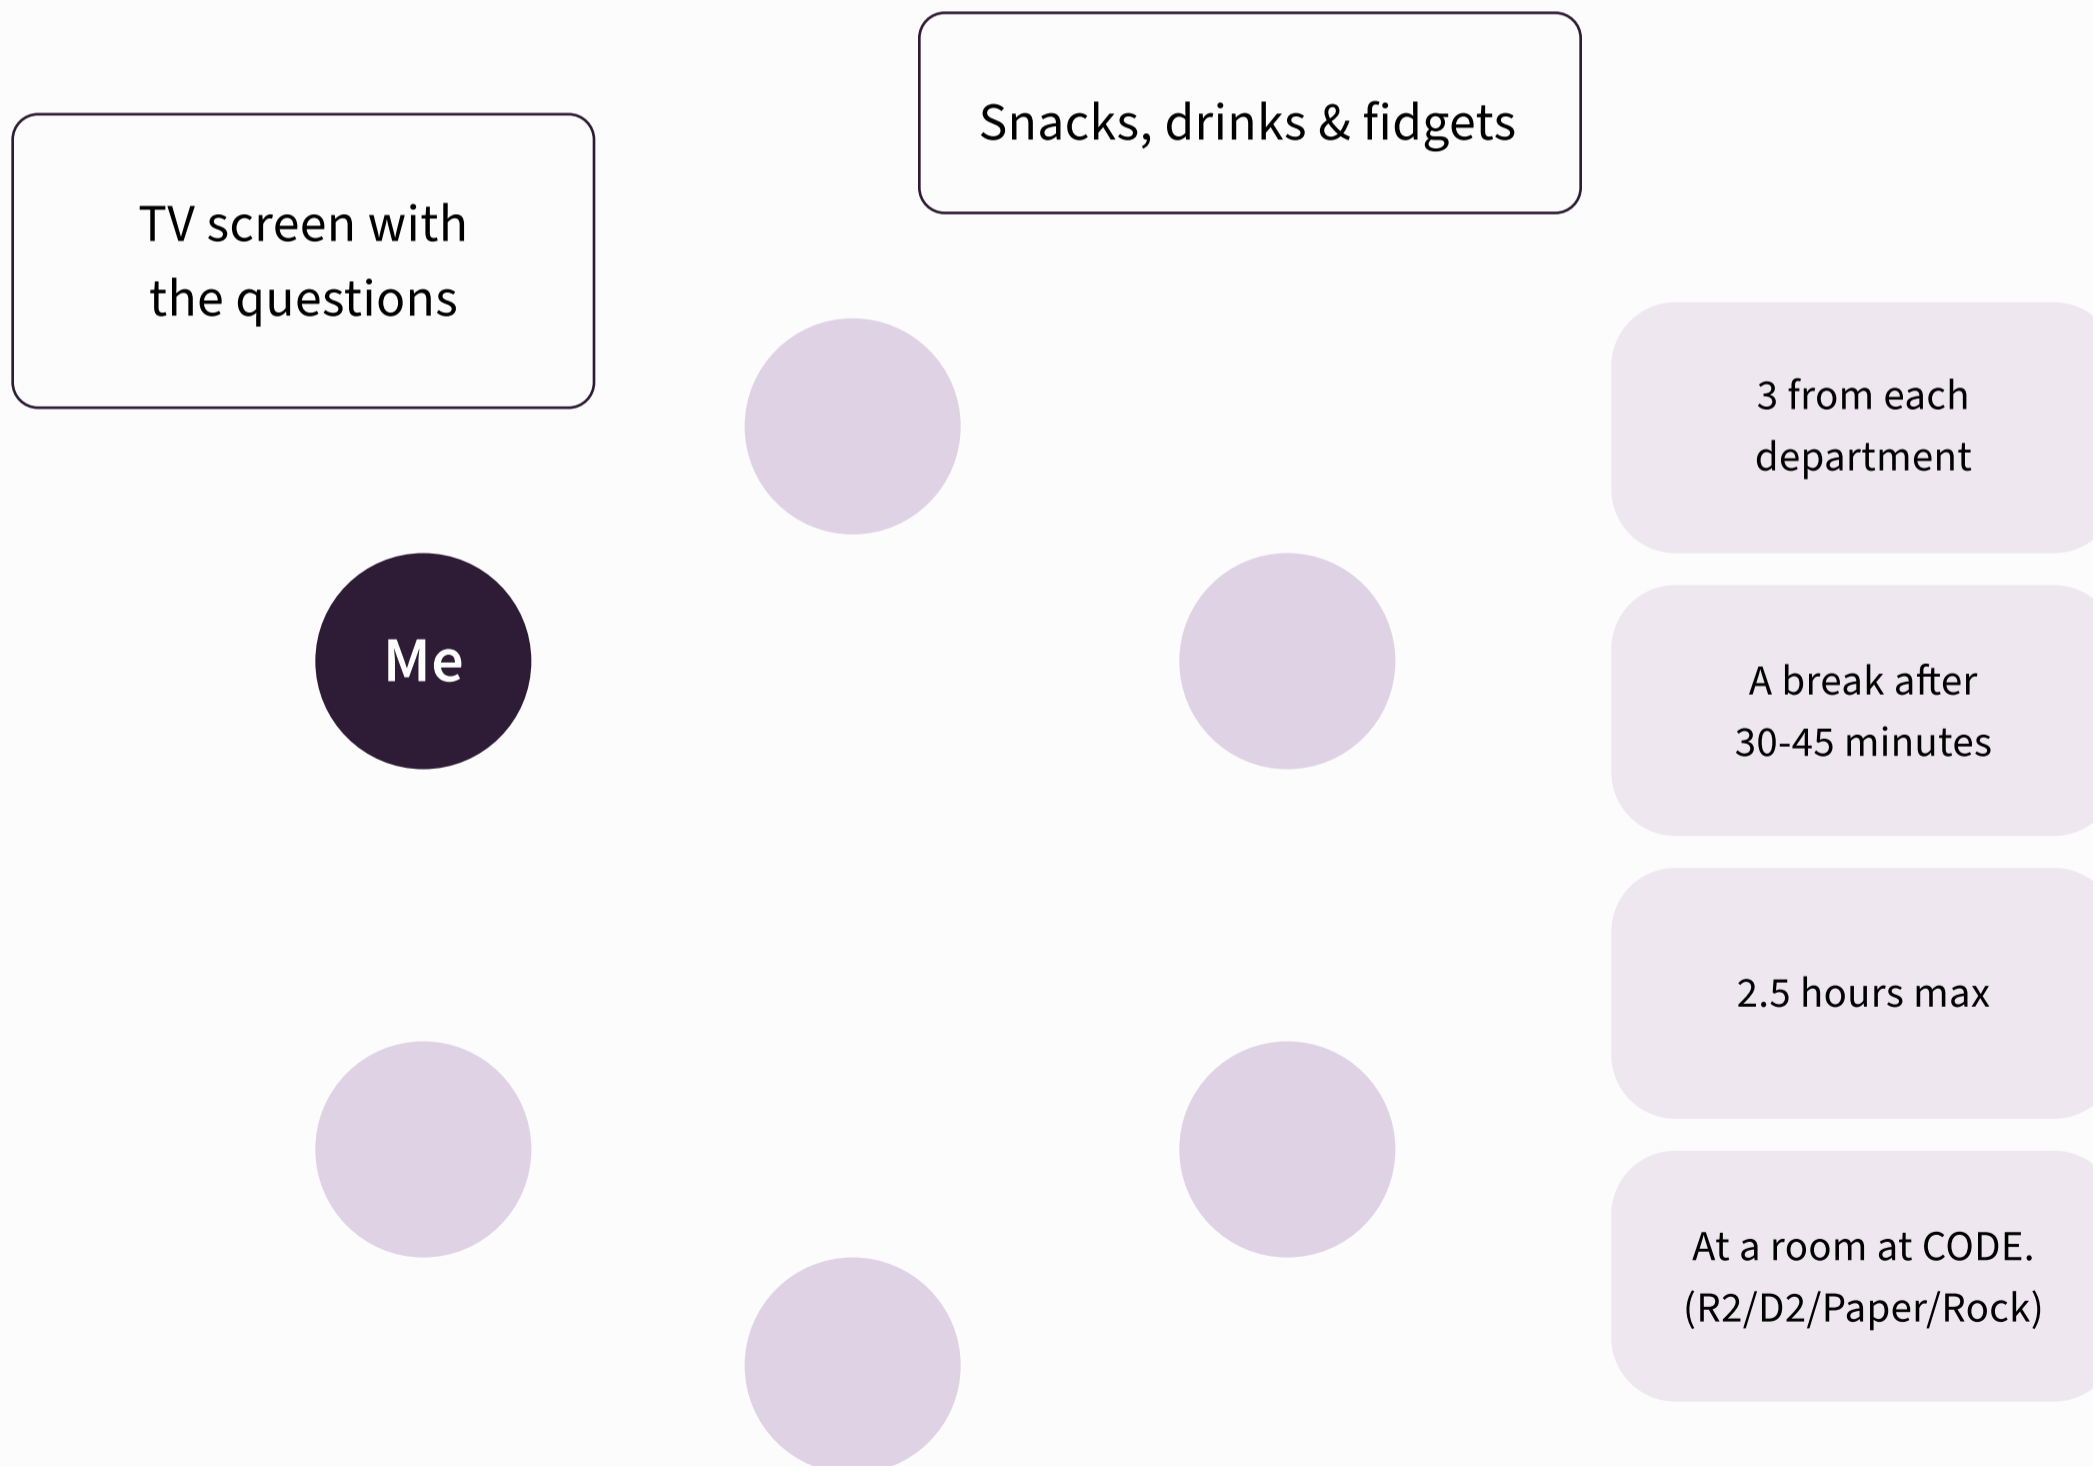 Snacks, drinks & fidgets
TV screen with
the questions
Me
3 from each
department
A break after
30-45 minutes
2.5 hours max
At a room at CODE.
(R2/D2/Paper/Rock)